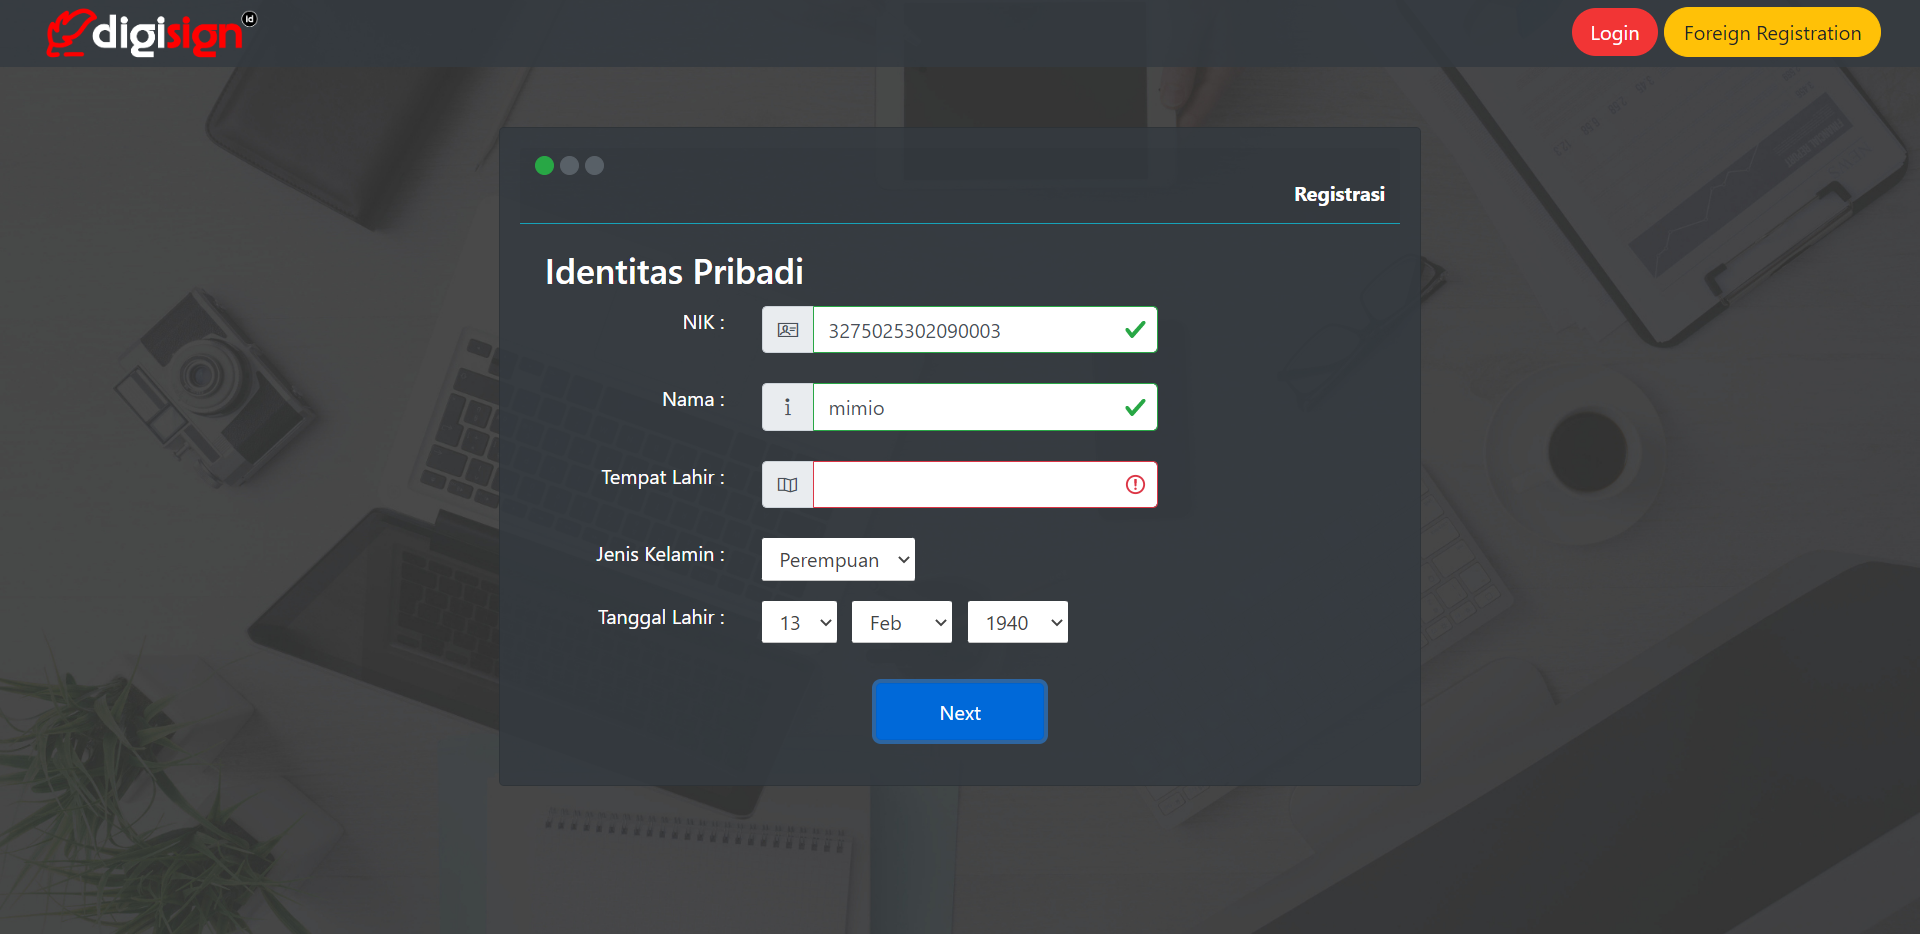 digisign id
Login
Foreign Registration
Registrasi
Identitas Pribadi
NIK :
3275025302090003
Nama :
mimio
Tempat Lahir :
Jenis Kelamin :
Perempuan
Tanggal Lahir :
13
Feb
1940
Next